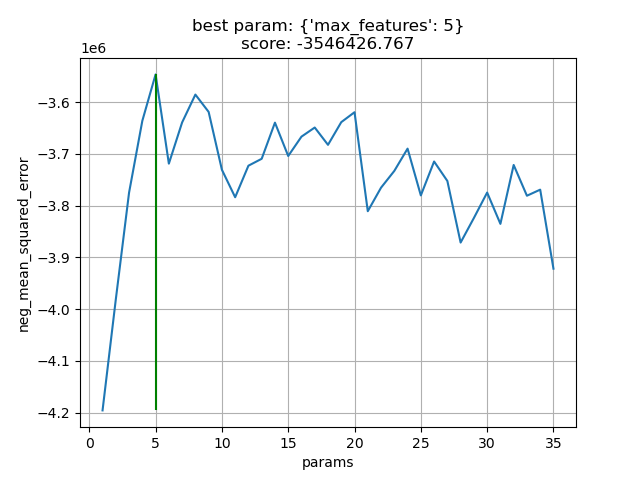 best param: {'max_features': 5}
score: -3546426.767
1e6
−3.6
−3.7
−3.8
−3.9
−4.0
−4.1
−4.2
neg_mean_squared_error
0 5 10 15 20 25 30 35
params